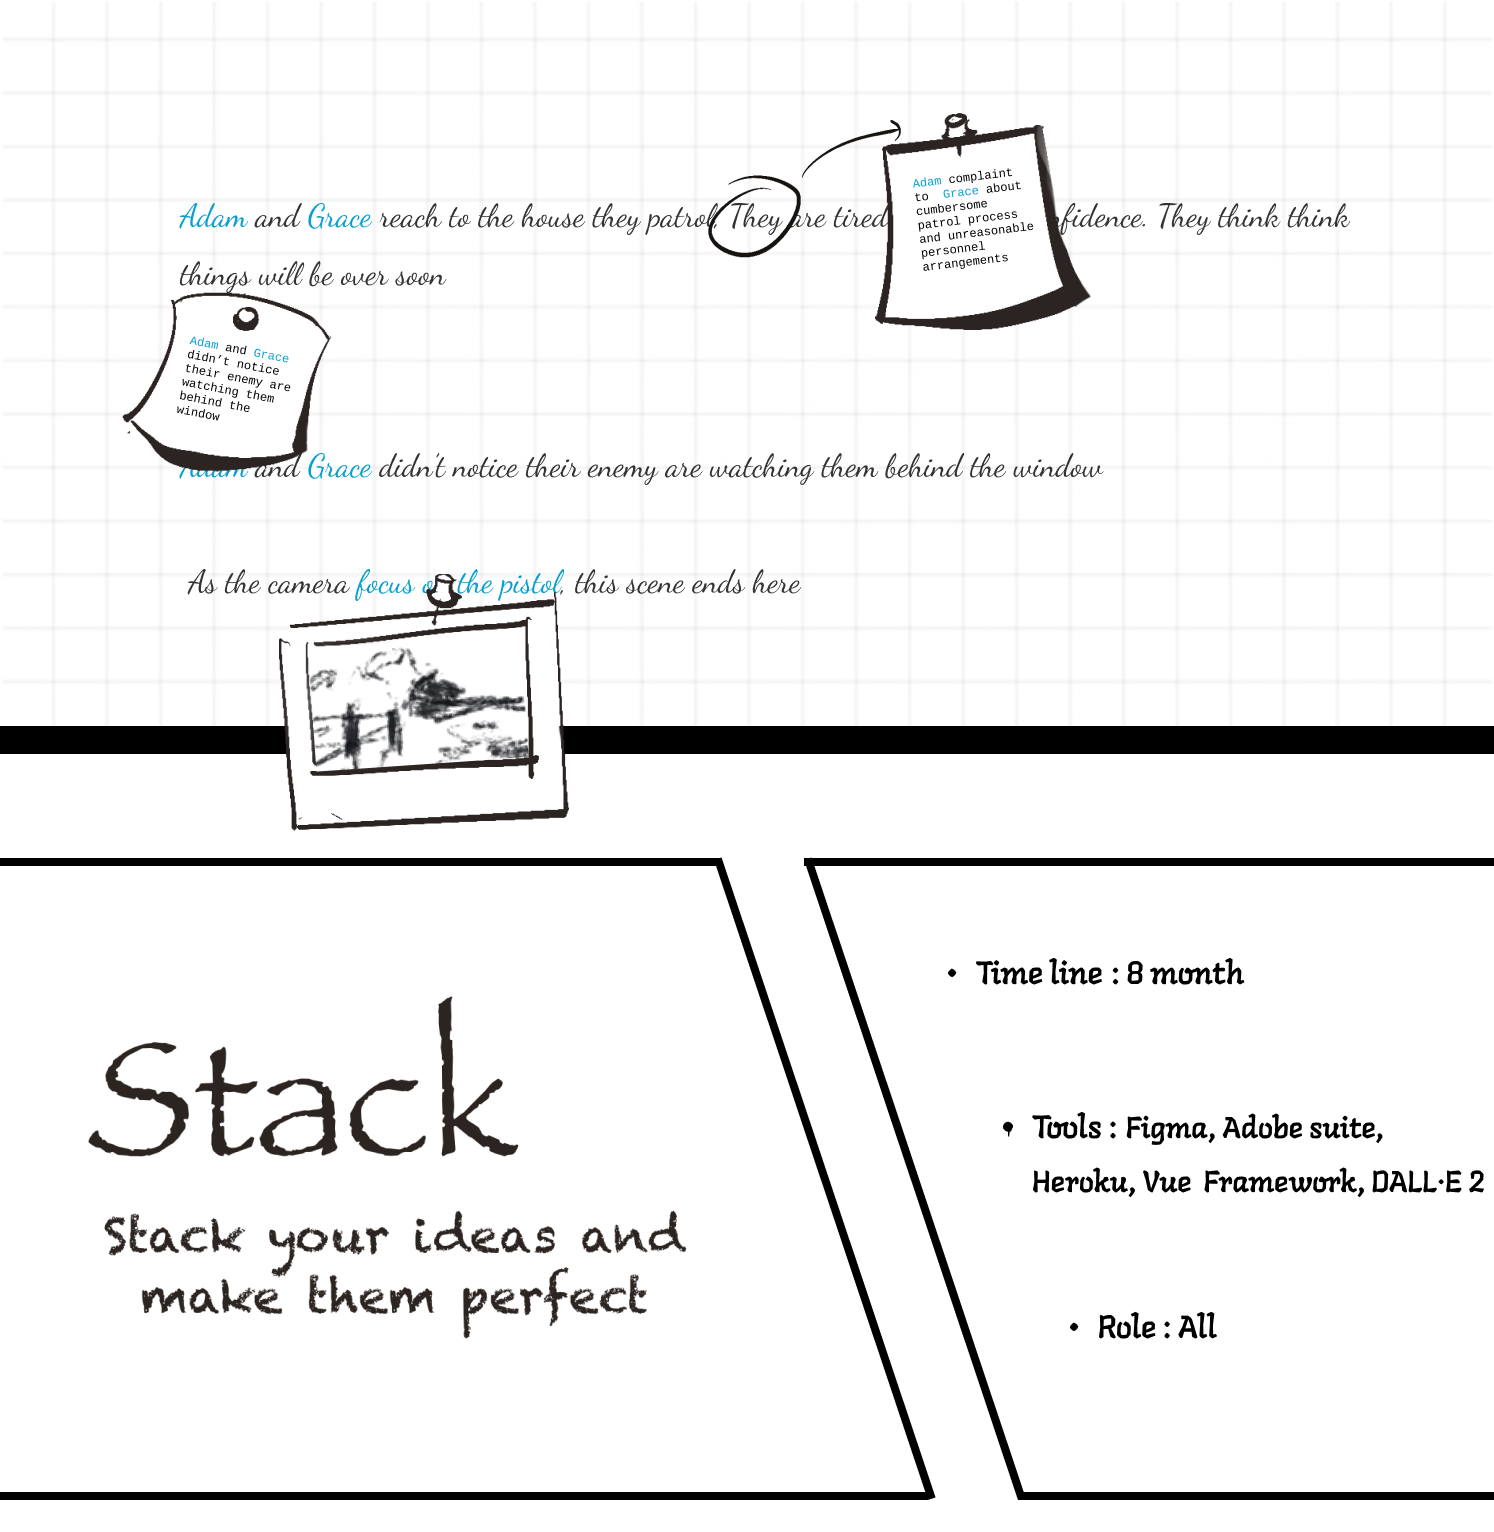 Adam and Grace reach to the house they patrol. They are tired fidence. They think think
things will be over soon
Adam complaint
to Grace about
cumbersome
patrol process
and unreasonable
personnel
arrangements
Adam and Grace
didn't notice
their enemy are
watching them
behind the
window
Adam and Grace didn't notice their enemy are watching them behind the window
As the camera focus on the pistol, this scene ends here
Stack
Stack your ideas and
make them perfect
• Time line : 8 month
• Tools : Figma, Adobe suite,
Heroku, Vue Framework, DALL·E 2
• Role : All